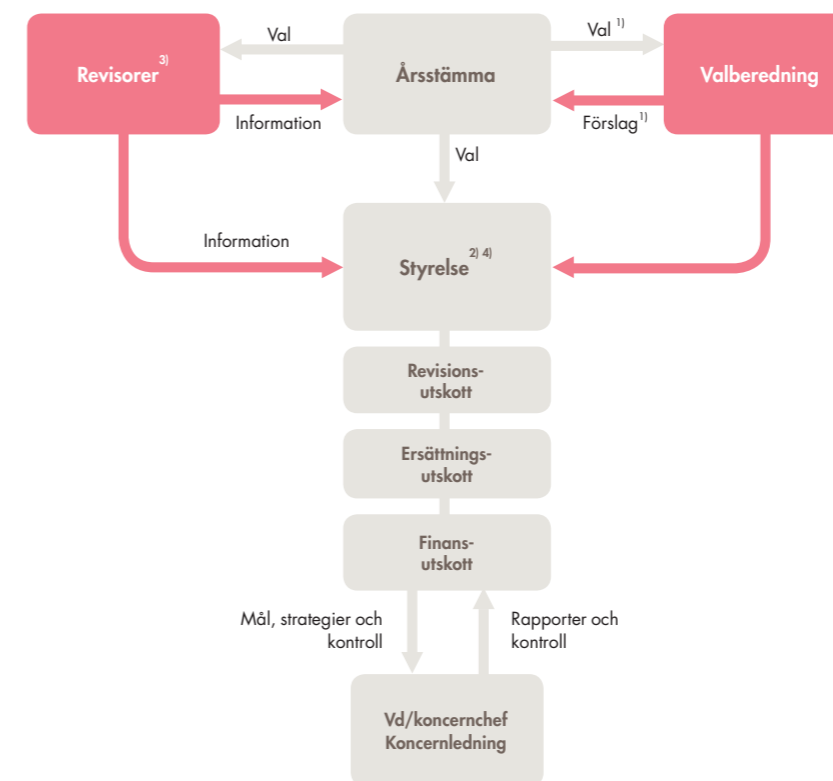 Val
Val 1)
Revisorer 3)
Årsstämma
Valberedning
Information
Förslag 1)
Val
Information
Styrelse 2) 4)
Revisions-
utskott
Ersättnings-
utskott
Finans-
utskott
Mål, strategier och
kontroll
Rapporter och
kontroll
Vd/koncernchef
Koncernledning